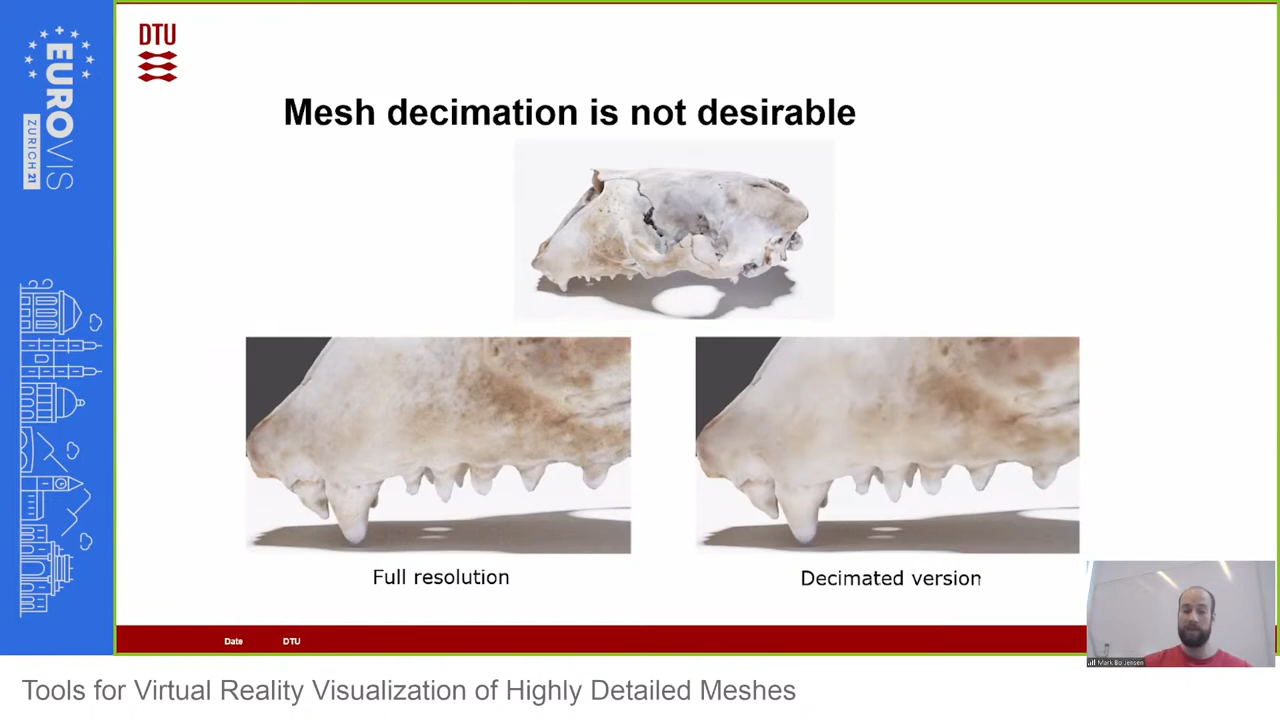 EUROVIS
ZURICH 21
DTU
Mesh decimation is not desirable
Full resolution
Decimated version
Date
DTU
Mark Bo Jensen
Tools for Virtual Reality Visualization of Highly Detailed Meshes